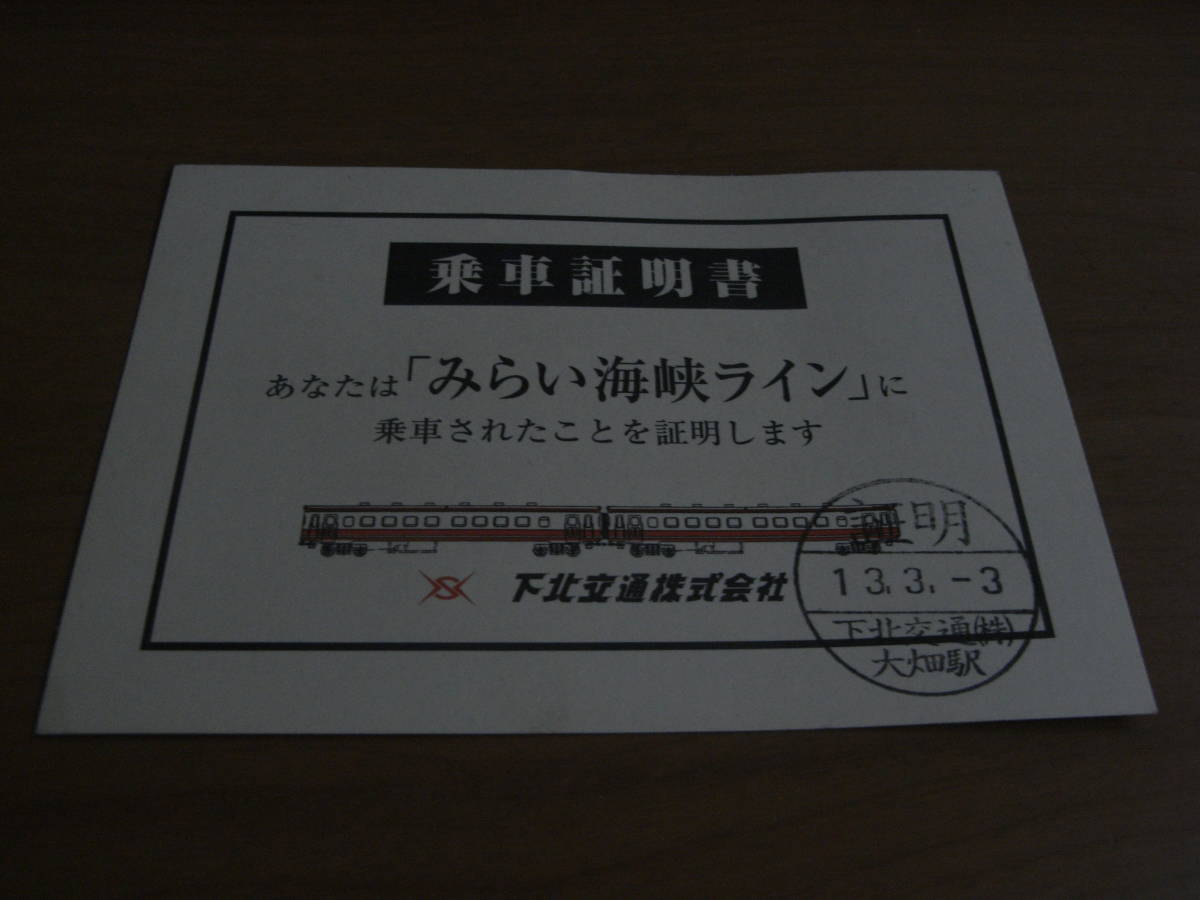 乗車証明書
あなたは「みらい海峡ライン」に
乗車されたことを証明します
下北交通株式会社
証明
13.3.-3
下北交通(株)
大畑駅